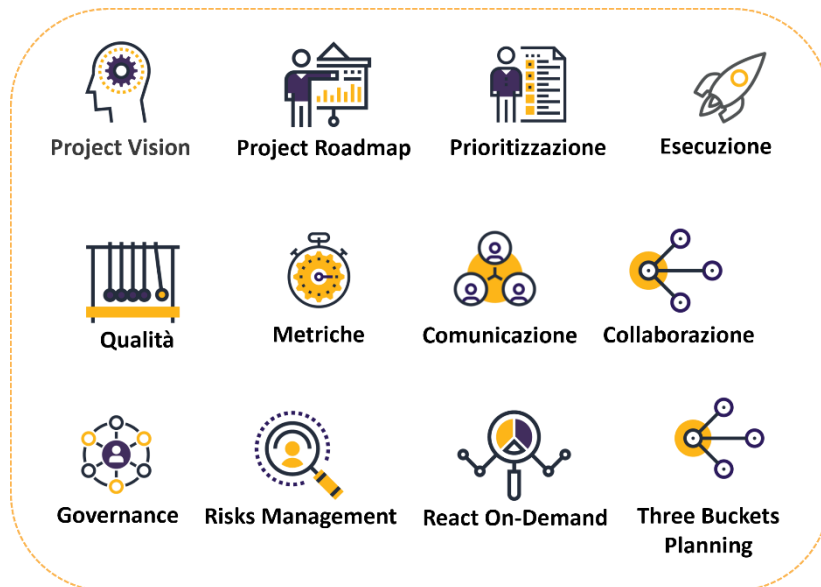 Project Vision
Project Roadmap
Prioritizzazione
Esecuzione
Qualità
Metriche
Comunicazione
Collaborazione
Governance
Risks Management
React On-Demand
Three Buckets
Planning